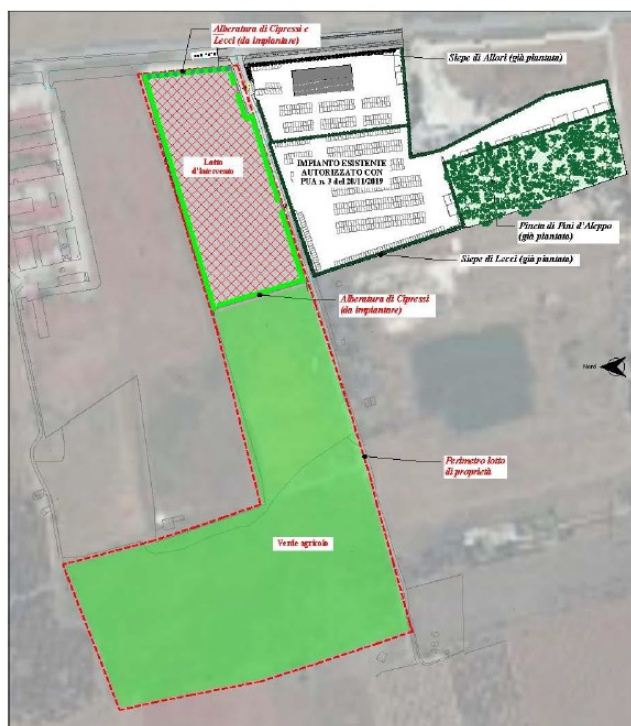 Alberatura di Cipressi e
Lecci (da impiantare)
Siepe di Allori (già piantata)
Lotto
d'Intervento
IMPIANTO ESISTENTE
AUTORIZZATO CON
PUA n. 3 del 28/11/2019
Pineta di Pini d'Aleppo
(già piantata)
Siepe di Lecci (già piantata)
Alberatura di Cipressi
(da impiantare)
Nord
Perimetro lotto
di proprietà
Verde agricolo